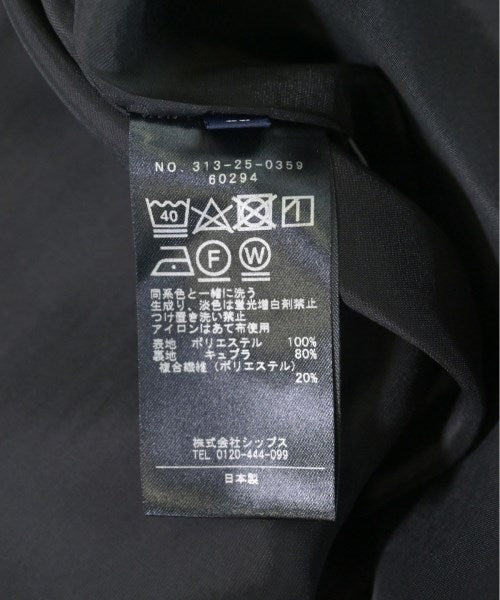 NO. 313-25-0359
60294
40
F
W
同系色と一緒に洗う
生成り、淡色は蛍光増白剤禁止
つけ置き洗い禁止
アイロンはあて布使用
表地 ポリエステル 100%
裏地 キュプラ 80%
複合繊維(ポリエステル)
20%
株式会社シップス
TEL 0120-444-099
日本製